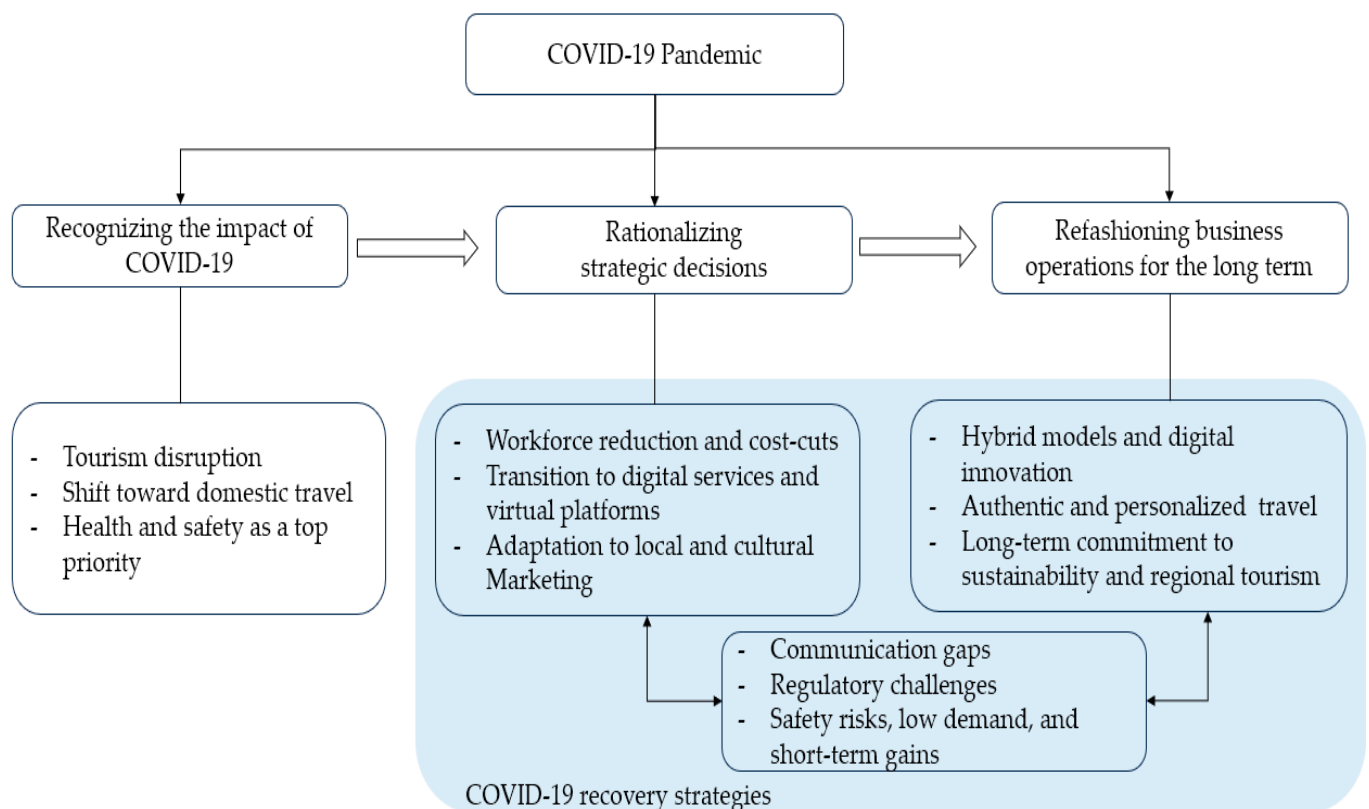 COVID-19 Pandemic
Recognizing the impact of
COVID-19
Rationalizing
strategic decisions
Refashioning business
operations for the long term
- Tourism disruption
- Shift toward domestic travel
- Health and safety as a top
priority
- Workforce reduction and cost-cuts
- Transition to digital services and
virtual platforms
- Adaptation to local and cultural
Marketing
- Hybrid models and digital
innovation
- Authentic and personalized travel
- Long-term commitment to
sustainability and regional tourism
- Communication gaps
- Regulatory challenges
- Safety risks, low demand, and
short-term gains
COVID-19 recovery strategies